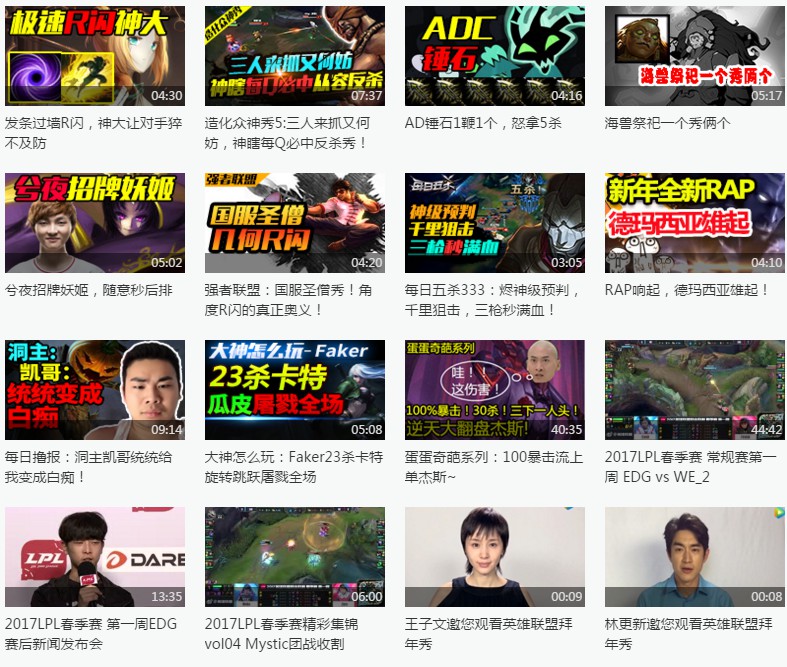 极速R闪神大
04:30
发条过墙R闪，神大让对手猝
不及防
三人来抓又何妨
神瞎每Q必中从容反杀
07:37
造化众神秀5:三人来抓又何
妨，神瞎每Q必中反杀秀！
ADC
锤石
04:16
AD锤石1鞭1个，怒拿5杀
海兽祭祀一个秀俩个
05:17
海兽祭祀一个秀俩个
兮夜招牌妖姬
05:02
兮夜招牌妖姬，随意秒后排
强者联盟
国服圣僧
几何R闪
04:20
强者联盟：国服圣僧秀！角
度R闪的真正奥义！
每日五杀
五杀!
神级预判
千里狙击
三枪秒满血
03:05
每日五杀333：烬神级预判，
千里狙击，三枪秒满血！
新年全新RAP
德玛西亚雄起
04:10
RAP响起，德玛西亚雄起！
洞主:
凯哥:
统统变成
白痴
09:14
每日撸报：洞主凯哥统统给
我变成白痴！
大神怎么玩-Faker
23杀卡特
瓜皮屠戮全场
05:08
大神怎么玩：Faker23杀卡特
旋转跳跃屠戮全场
蛋蛋奇葩系列
哇！
这伤害！
100%暴击！30杀！三下一人头！
逆天大翻盘杰斯!
40:35
蛋蛋奇葩系列：100暴击流上
单杰斯~
44:42
2017LPL春季赛 常规赛第一
周 EDG vs WE_2
LPL
DARE
LPL
13:35
2017LPL春季赛 第一周EDG
赛后新闻发布会
06:00
2017LPL春季赛精彩集锦
vol04 Mystic团战收割
00:09
王子文邀您观看英雄联盟拜
年秀
00:08
林更新邀您观看英雄联盟拜
年秀